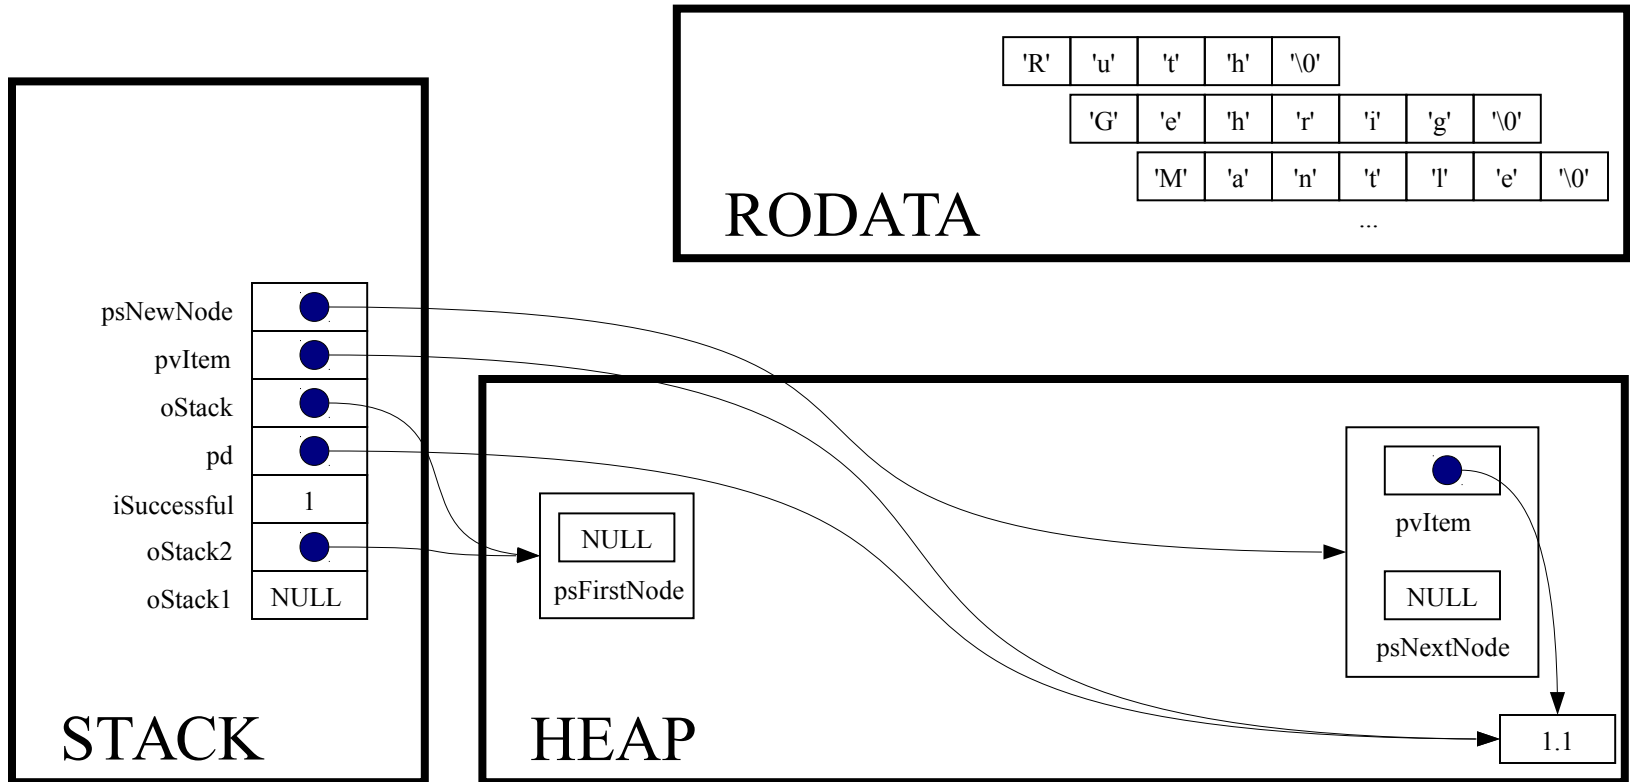 'R' 'u' 't' 'h' '\0'
'G' 'e' 'h' 'r' 'i' 'g' '\0'
'M' 'a' 'n' 't' 'l' 'e' '\0'
...
RODATA
psNewNode
pvItem
oStack
pd
iSuccessful 1
oStack2
oStack1 NULL
STACK
NULL
psFirstNode
pvItem
NULL
psNextNode
1.1
HEAP